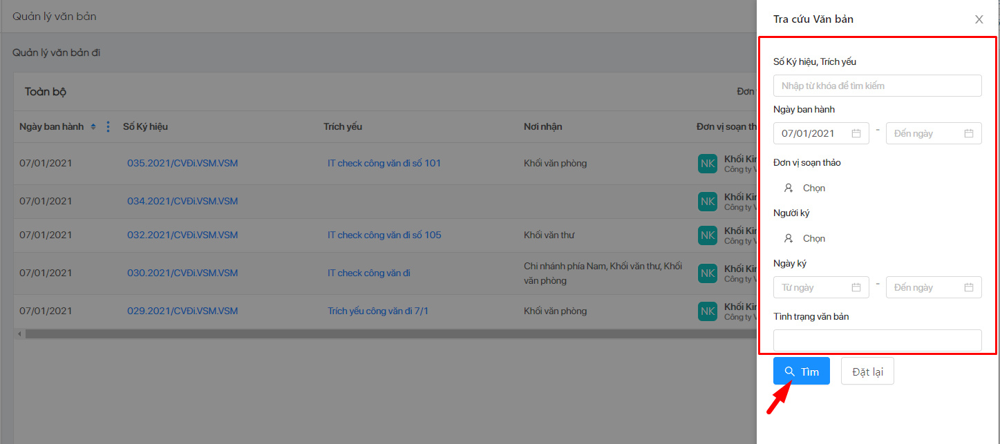 Quản lý văn bản
Quản lý văn bản đi
Toàn bộ
Đơn
Ngày ban hành
Số Ký hiệu
Trích yếu
Nơi nhận
Đơn vị soạn th
07/01/2021
035.2021/CVĐi.VSM.VSM
IT check công văn đi số 101
Khối văn phòng
NK
Khối Kin
Công ty V
07/01/2021
034.2021/CVĐi.VSM.VSM
NK
Khối Kin
Công ty V
07/01/2021
032.2021/CVĐi.VSM.VSM
IT check công văn đi số 105
Khối văn thư
NK
Khối Kin
Công ty V
07/01/2021
030.2021/CVĐi.VSM.VSM
IT check công văn đi
Chi nhánh phía Nam, Khối văn thư, Khối
văn phòng
NK
Khối Kin
Công ty V
07/01/2021
029.2021/CVĐi.VSM.VSM
Trích yếu công văn đi 7/1
Khối văn phòng
NK
Khối Kin
Công ty V
Tra cứu Văn bản
Số Ký hiệu, Trích yếu
Nhập từ khóa để tìm kiếm
Ngày ban hành
07/01/2021 - Đến ngày
Đơn vị soạn thảo
Chọn
Người ký
Chọn
Ngày ký
Từ ngày - Đến ngày
Tình trạng văn bản
Tìm
Đặt lại